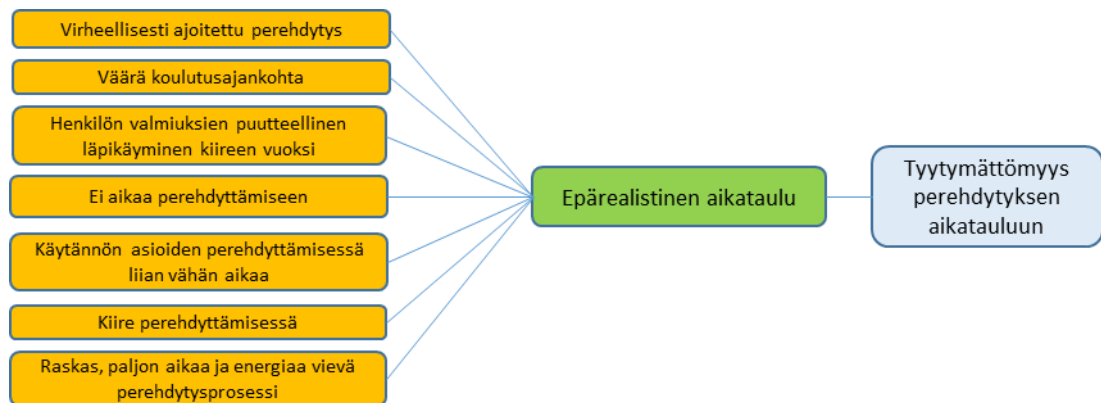 Virheellisesti ajoitettu perehdytys
Väärä koulutusajankohta
Henkilön valmiuksien puutteellinen
läpikäyminen kiireen vuoksi
Ei aikaa perehdyttämiseen
Käytännön asioiden perehdyttämisessä
liian vähän aikaa
Kiire perehdyttämisessä
Raskas, paljon aikaa ja energiaa vievä
perehdytysprosessi
Epärealistinen aikataulu
Tyytymättömyys
perehdytyksen
aikatauluun